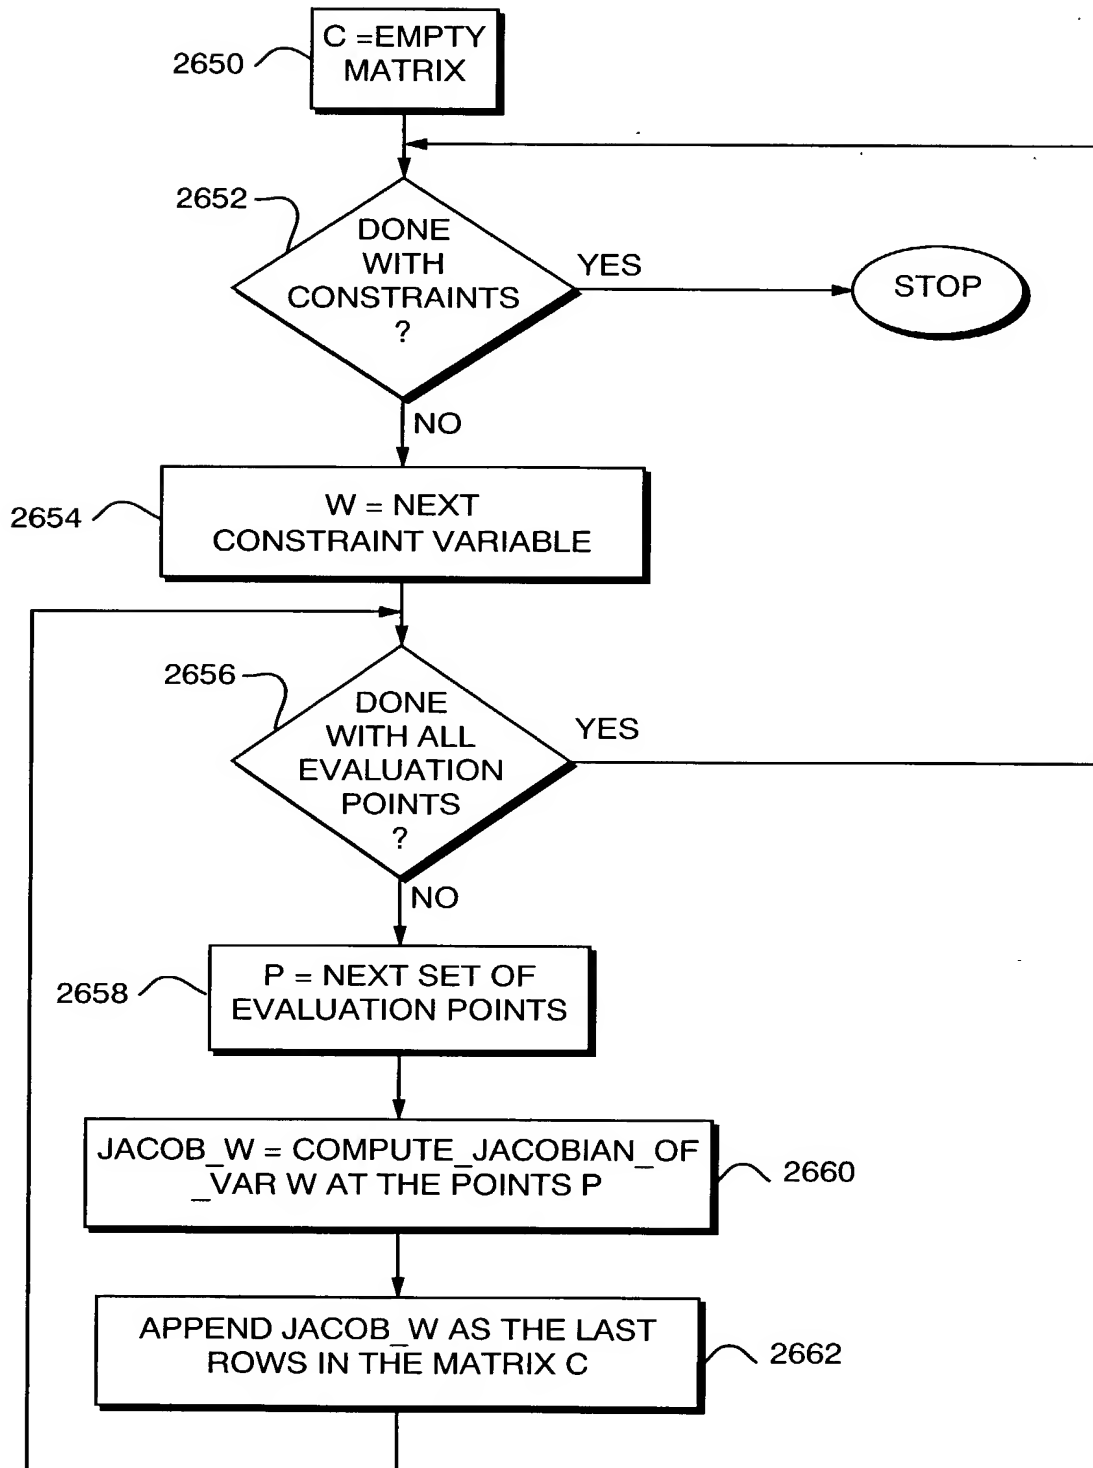 C =EMPTY
MATRIX
2650
2652
DONE
WITH
CONSTRAINTS
?
YES
STOP
NO
2654
W = NEXT
CONSTRAINT VARIABLE
2656
DONE
WITH ALL
EVALUATION
POINTS
?
YES
NO
2658
P = NEXT SET OF
EVALUATION POINTS
JACOB_W = COMPUTE_JACOBIAN_OF
_VAR W AT THE POINTS P
2660
APPEND JACOB_W AS THE LAST
ROWS IN THE MATRIX C
2662